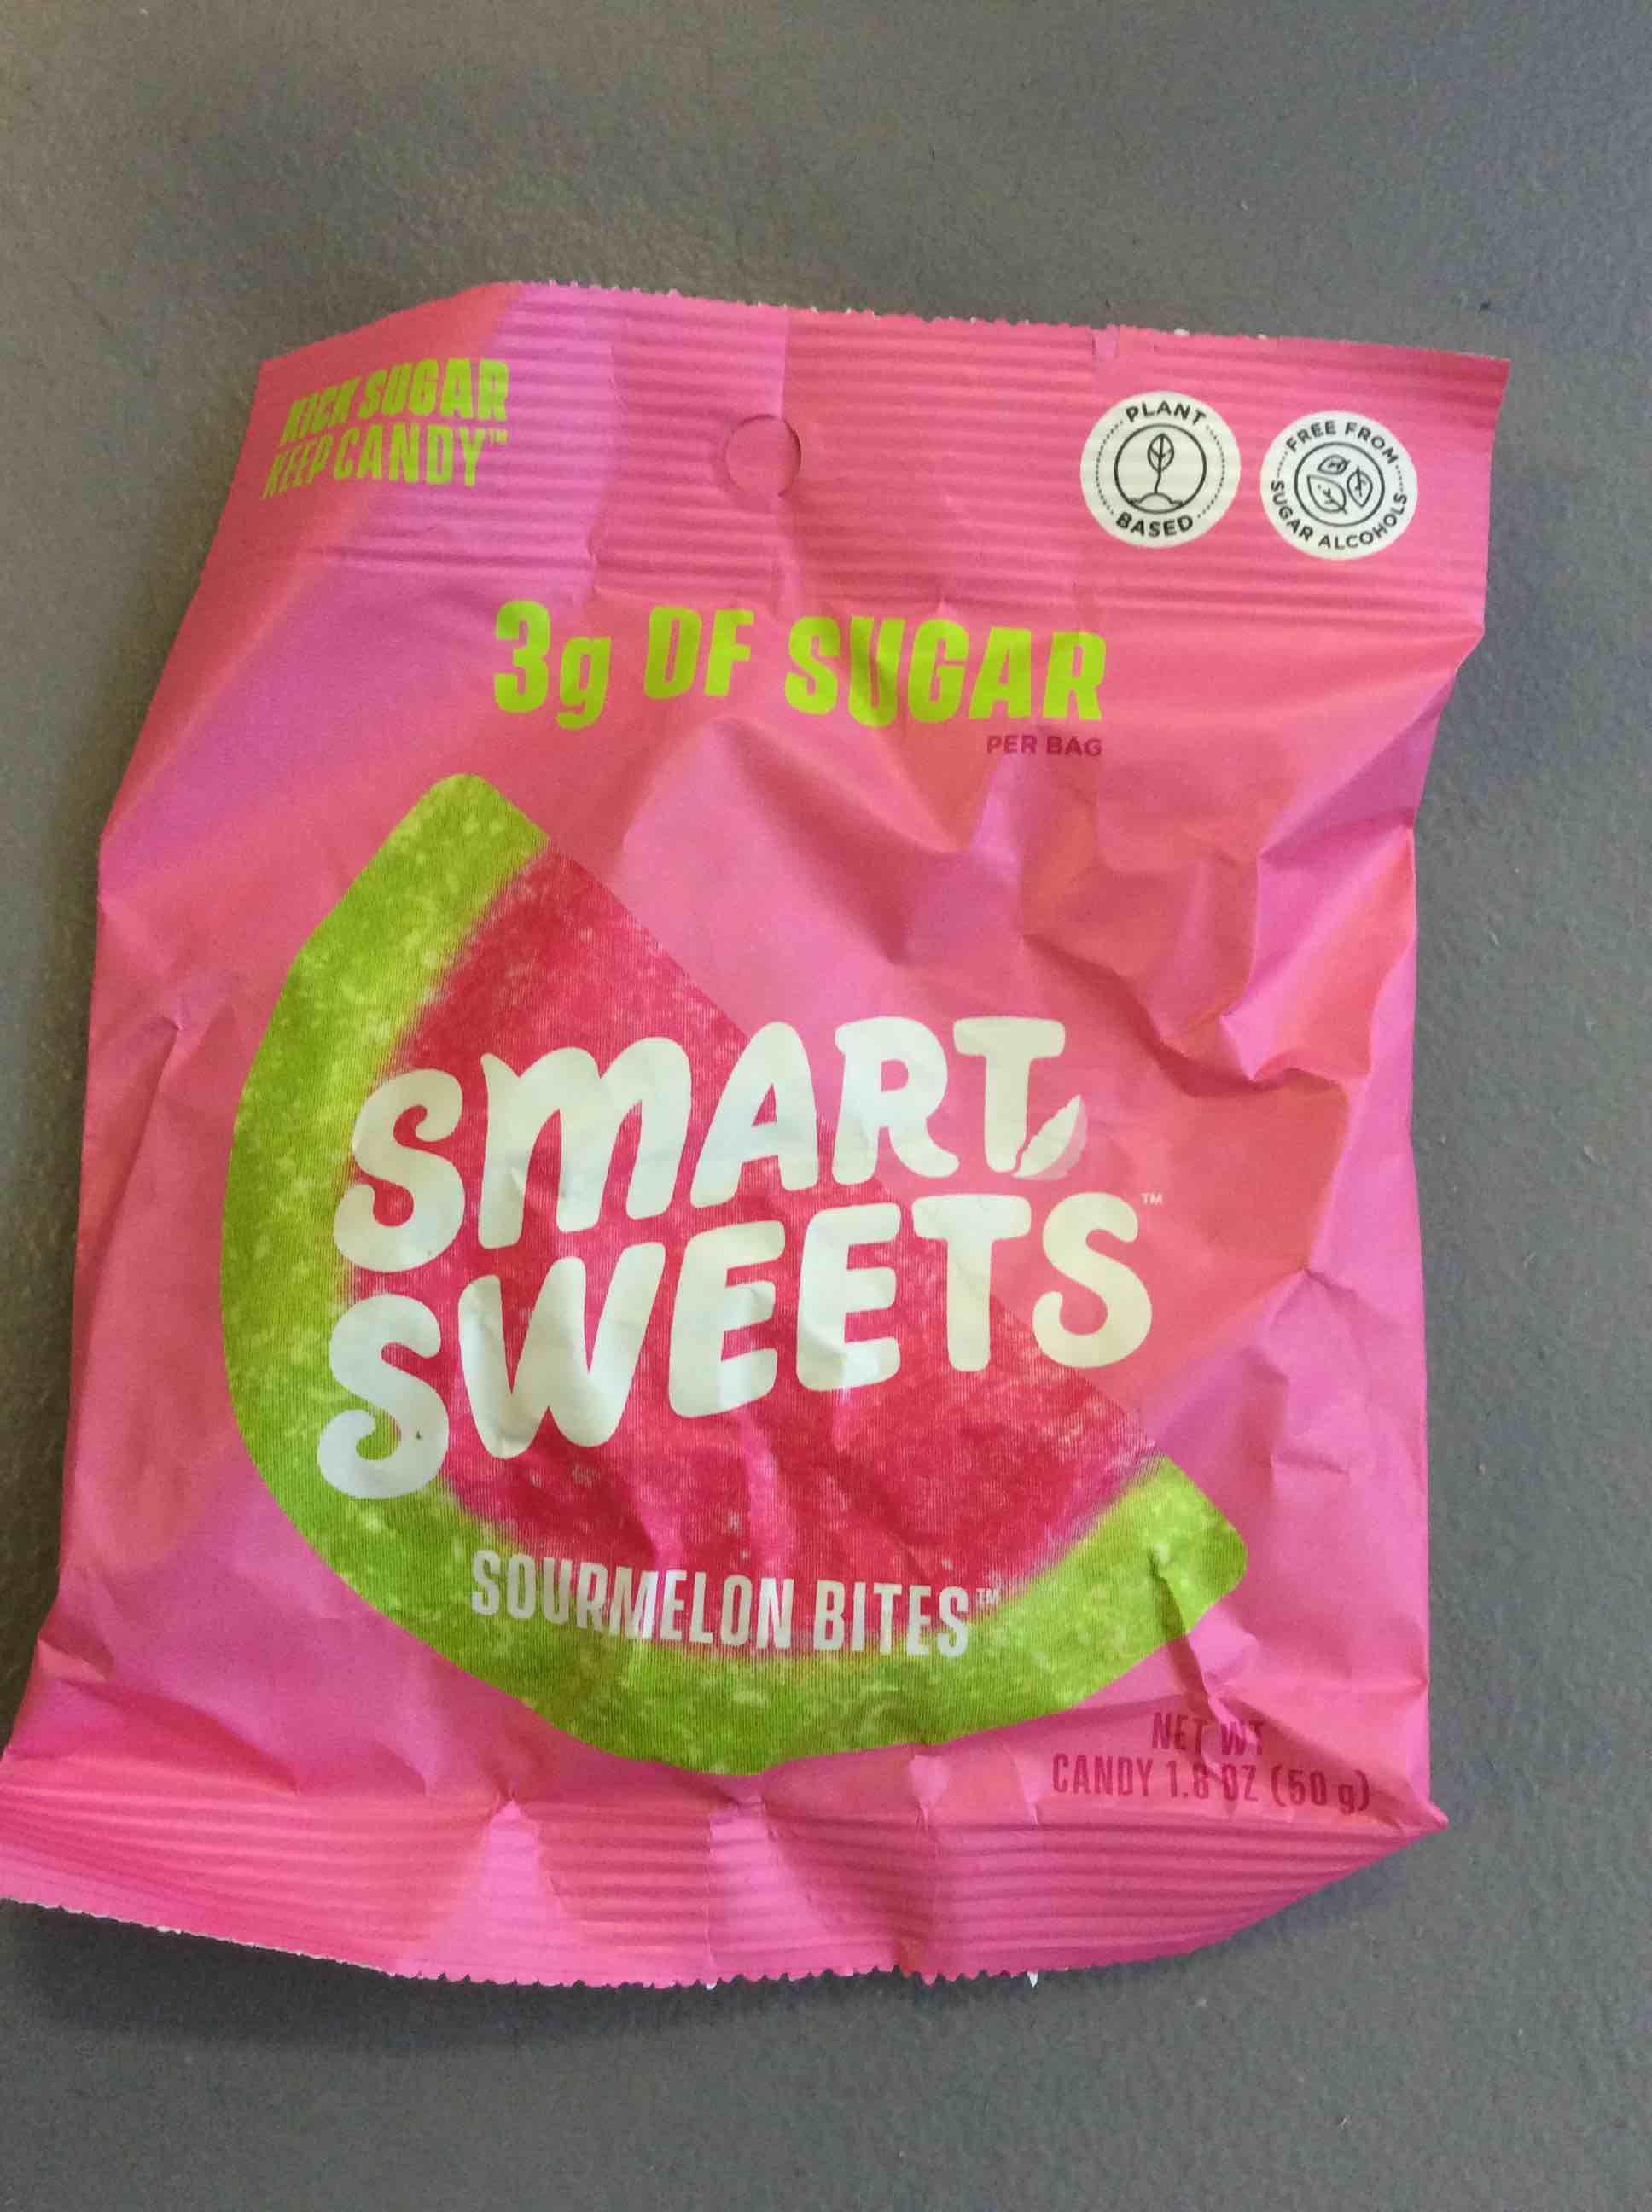 KICK SUGAR
KEEP CANDY™
PLANT
BASED
FREE FROM
SUGAR ALCOHOLS
3g OF SUGAR
PER BAG
SMART
SWEETS™
SOURMELON BITES™
NET WT
CANDY 1.8 OZ (50 g)